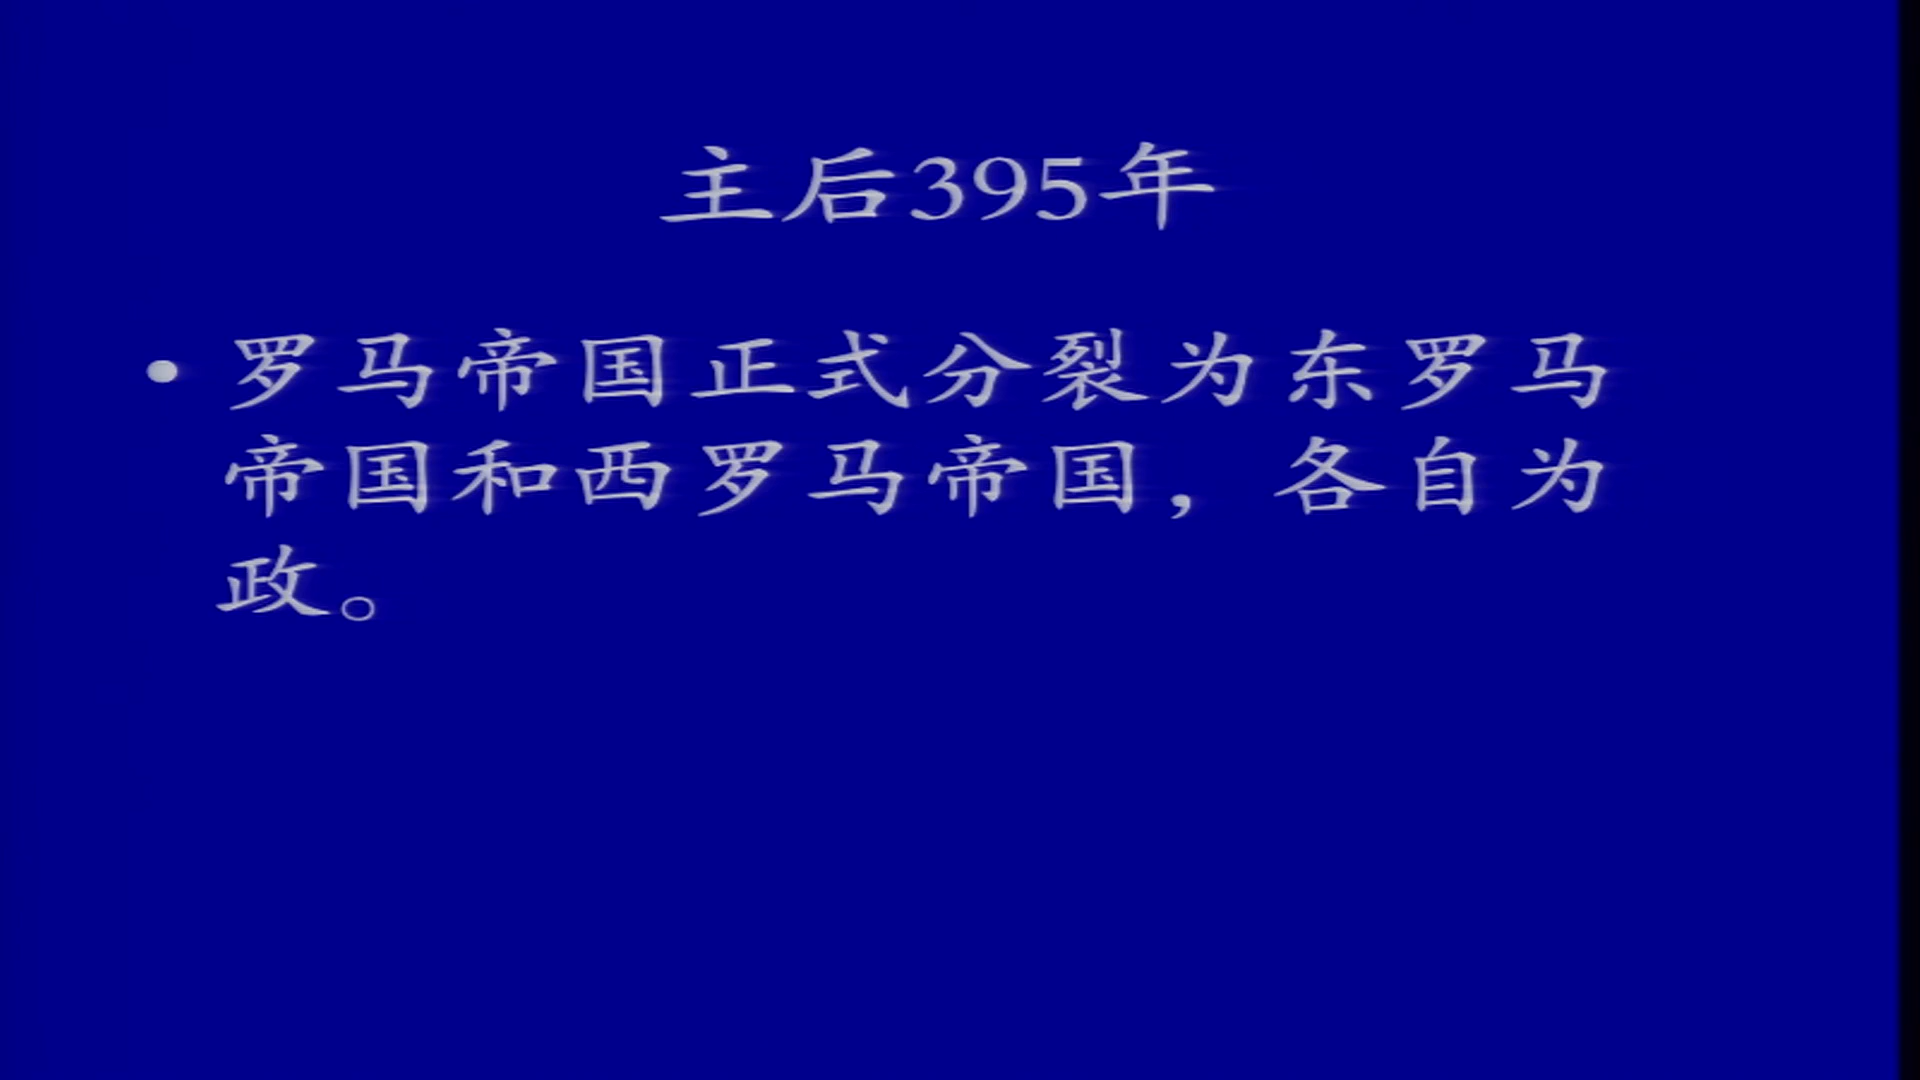 主后395年
• 罗马帝国正式分裂为东罗马
帝国和西罗马帝国，各自为
政。